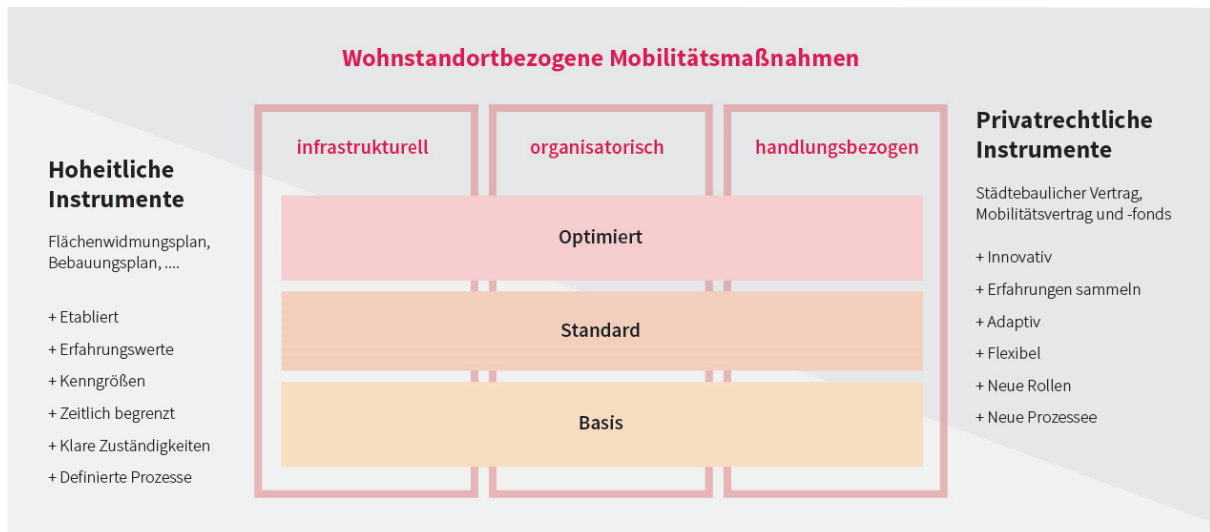 Wohnstandortbezogene Mobilitätsmaßnahmen
Hoheitliche
Instrumente
Flächenwidmungsplan,
Bebauungsplan, ....
+ Etabliert
+ Erfahrungswerte
+ Kenngrößen
+ Zeitlich begrenzt
+ Klare Zuständigkeiten
+ Definierte Prozesse
infrastrukturell
organisatorisch
handlungsbezogen
Optimiert
Standard
Basis
Privatrechtliche
Instrumente
Städtebaulicher Vertrag,
Mobilitätsvertrag und -fonds
+ Innovativ
+ Erfahrungen sammeln
+ Adaptiv
+ Flexibel
+ Neue Rollen
+ Neue Prozessee